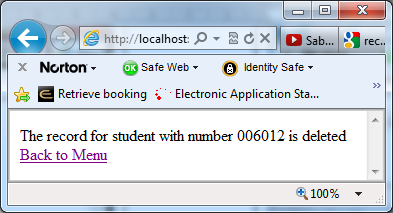 http://localhost: Sab... rec...
x Norton OK Safe Web Identity Safe
Retrieve booking Electronic Application Sta... »
The record for student with number 006012 is deleted
Back to Menu
100%